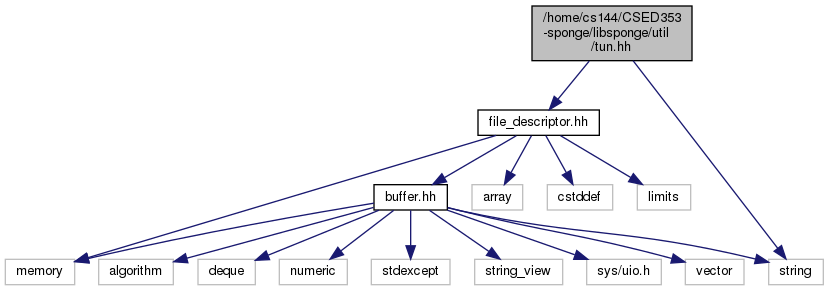 /home/cs144/CSED353
-sponge/libsponge/util
/tun.hh
file_descriptor.hh
buffer.hh
array
cstddef
limits
memory
algorithm
deque
numeric
stdexcept
string_view
sys/uio.h
vector
string